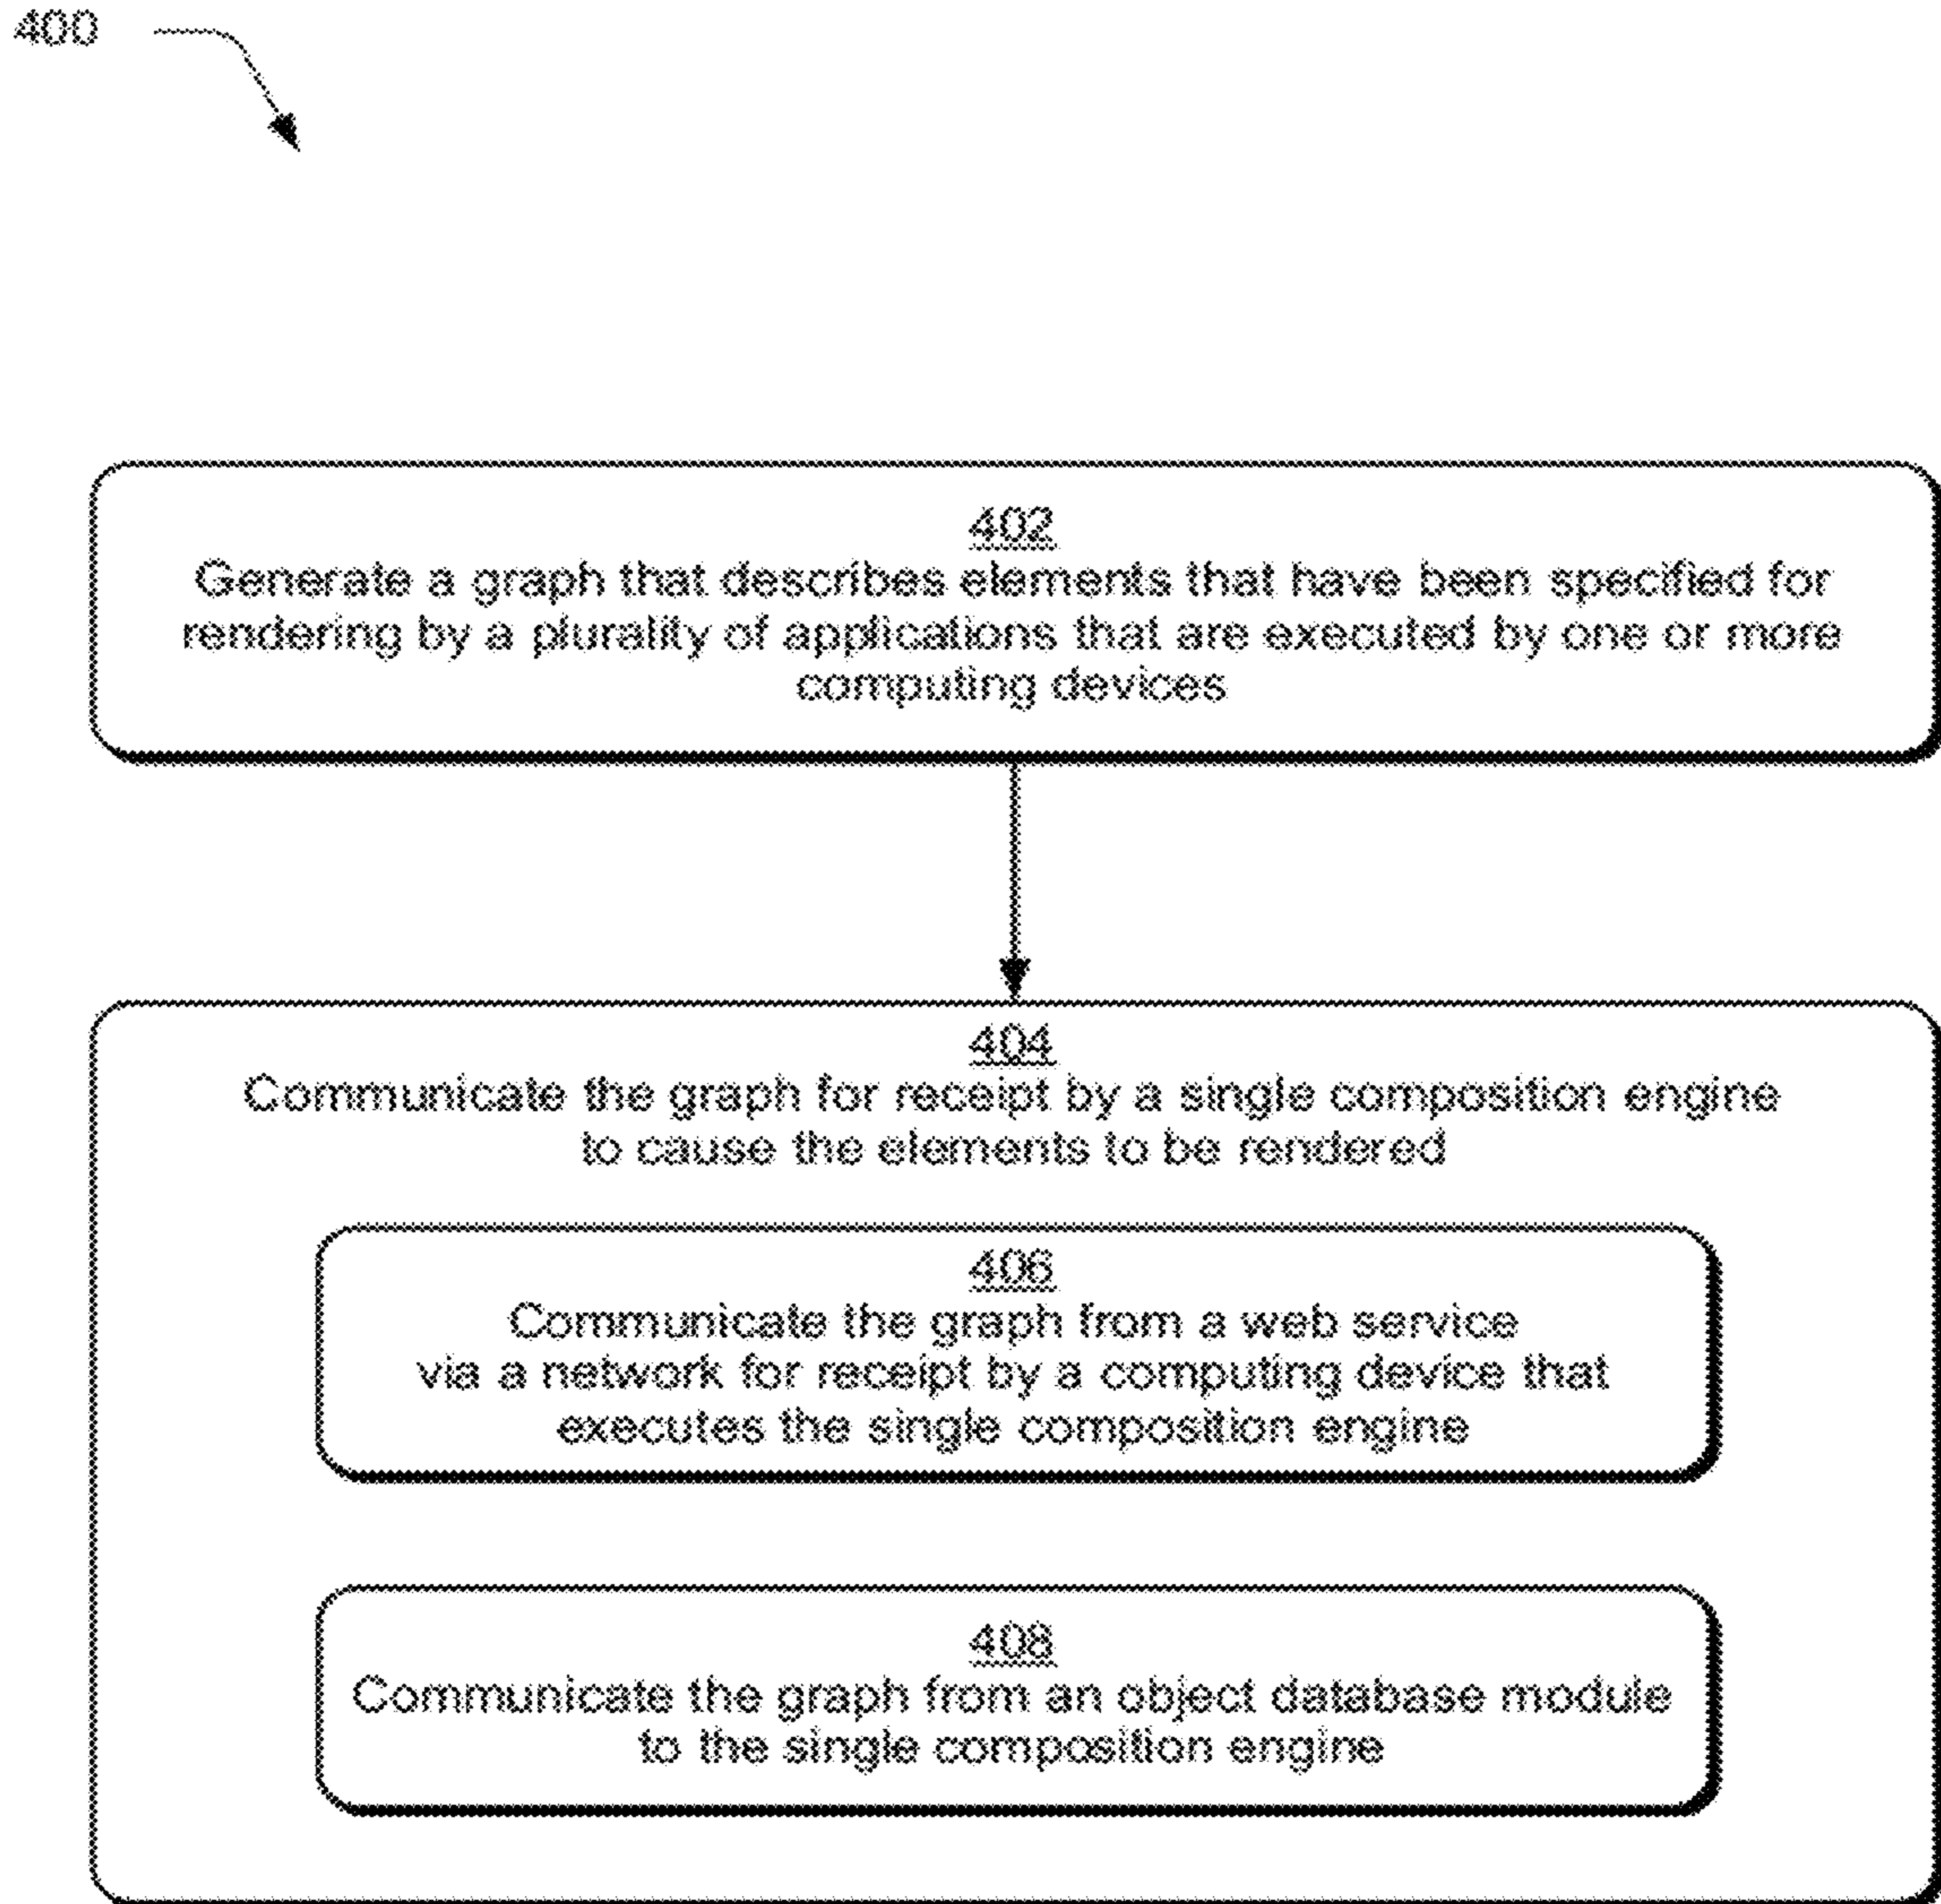 400
402
Generate a graph that describes elements that have been specified for
rendering by a plurality of applications that are executed by one or more
computing devices
404
Communicate the graph for receipt by a single composition engine
to cause the elements to be rendered
406
Communicate the graph from a web service
via a network for receipt by a computing device that
executes the single composition engine
408
Communicate the graph from an object database module
to the single composition engine